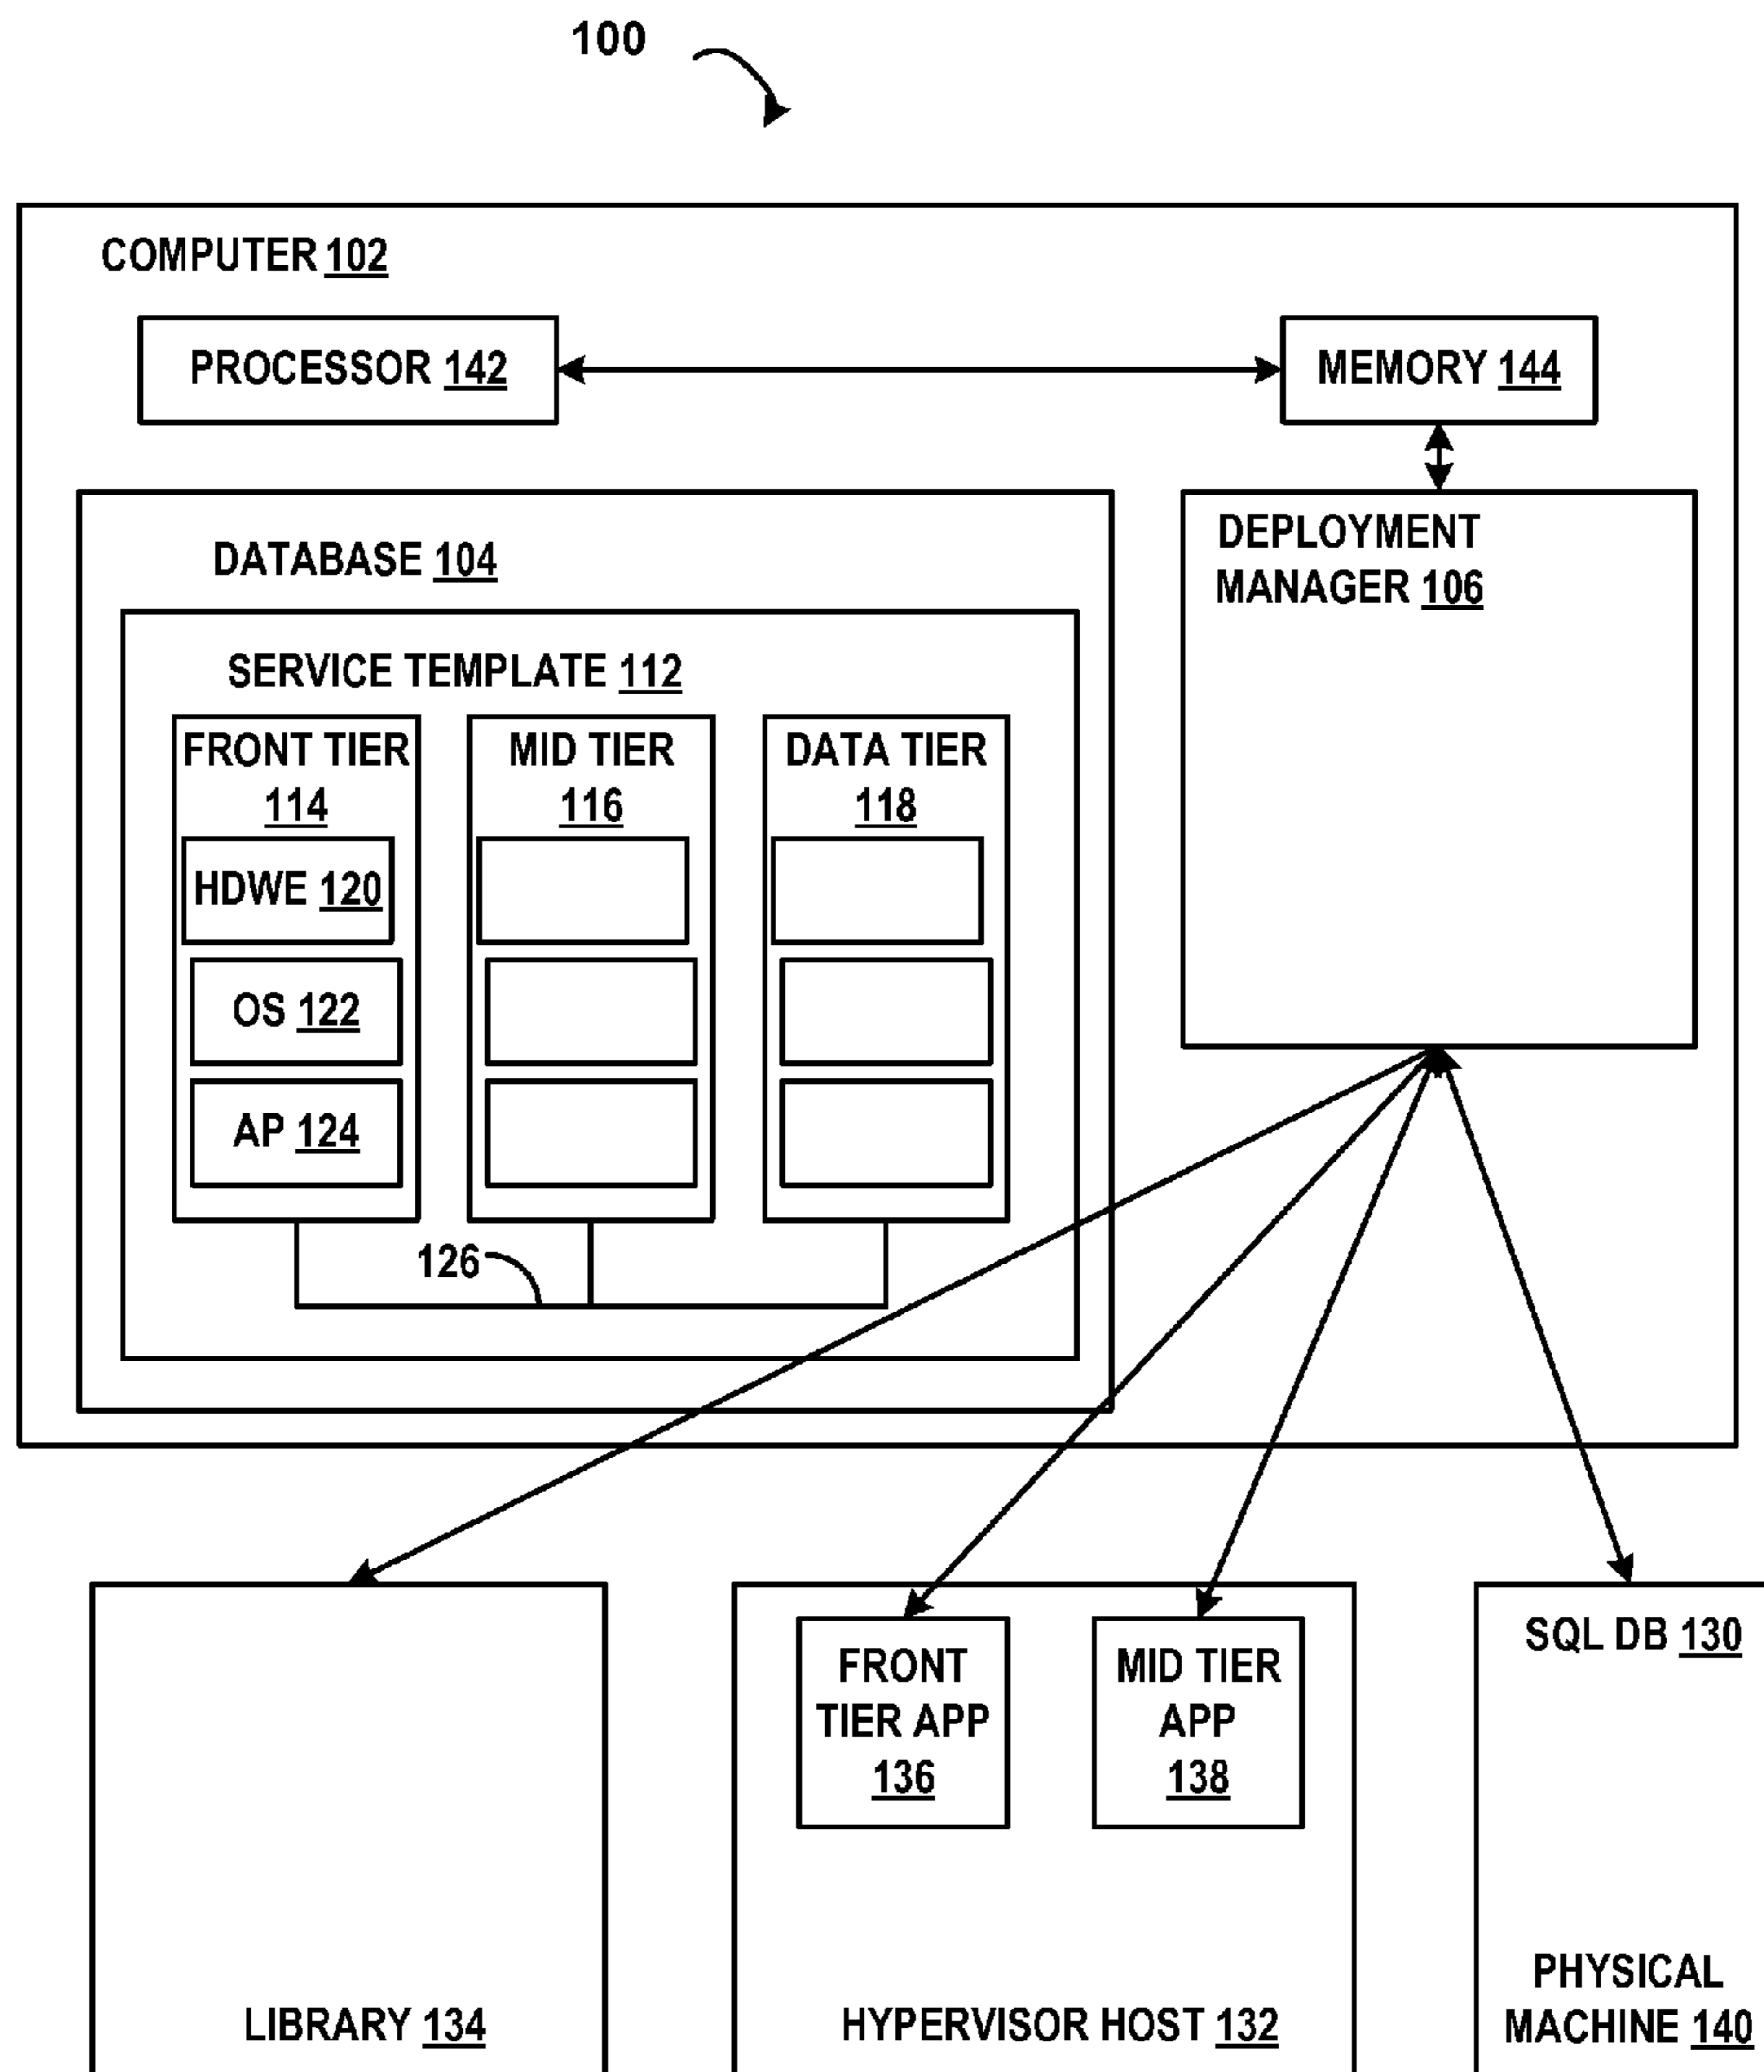 100
COMPUTER 102
PROCESSOR 142
MEMORY 144
DATABASE 104
DEPLOYMENT
MANAGER 106
SERVICE TEMPLATE 112
FRONT TIER
114
MID TIER
116
DATA TIER
118
HDWE 120
OS 122
AP 124
126
FRONT
TIER APP
136
MID TIER
APP
138
SQL DB 130
LIBRARY 134
HYPERVISOR HOST 132
PHYSICAL
MACHINE 140